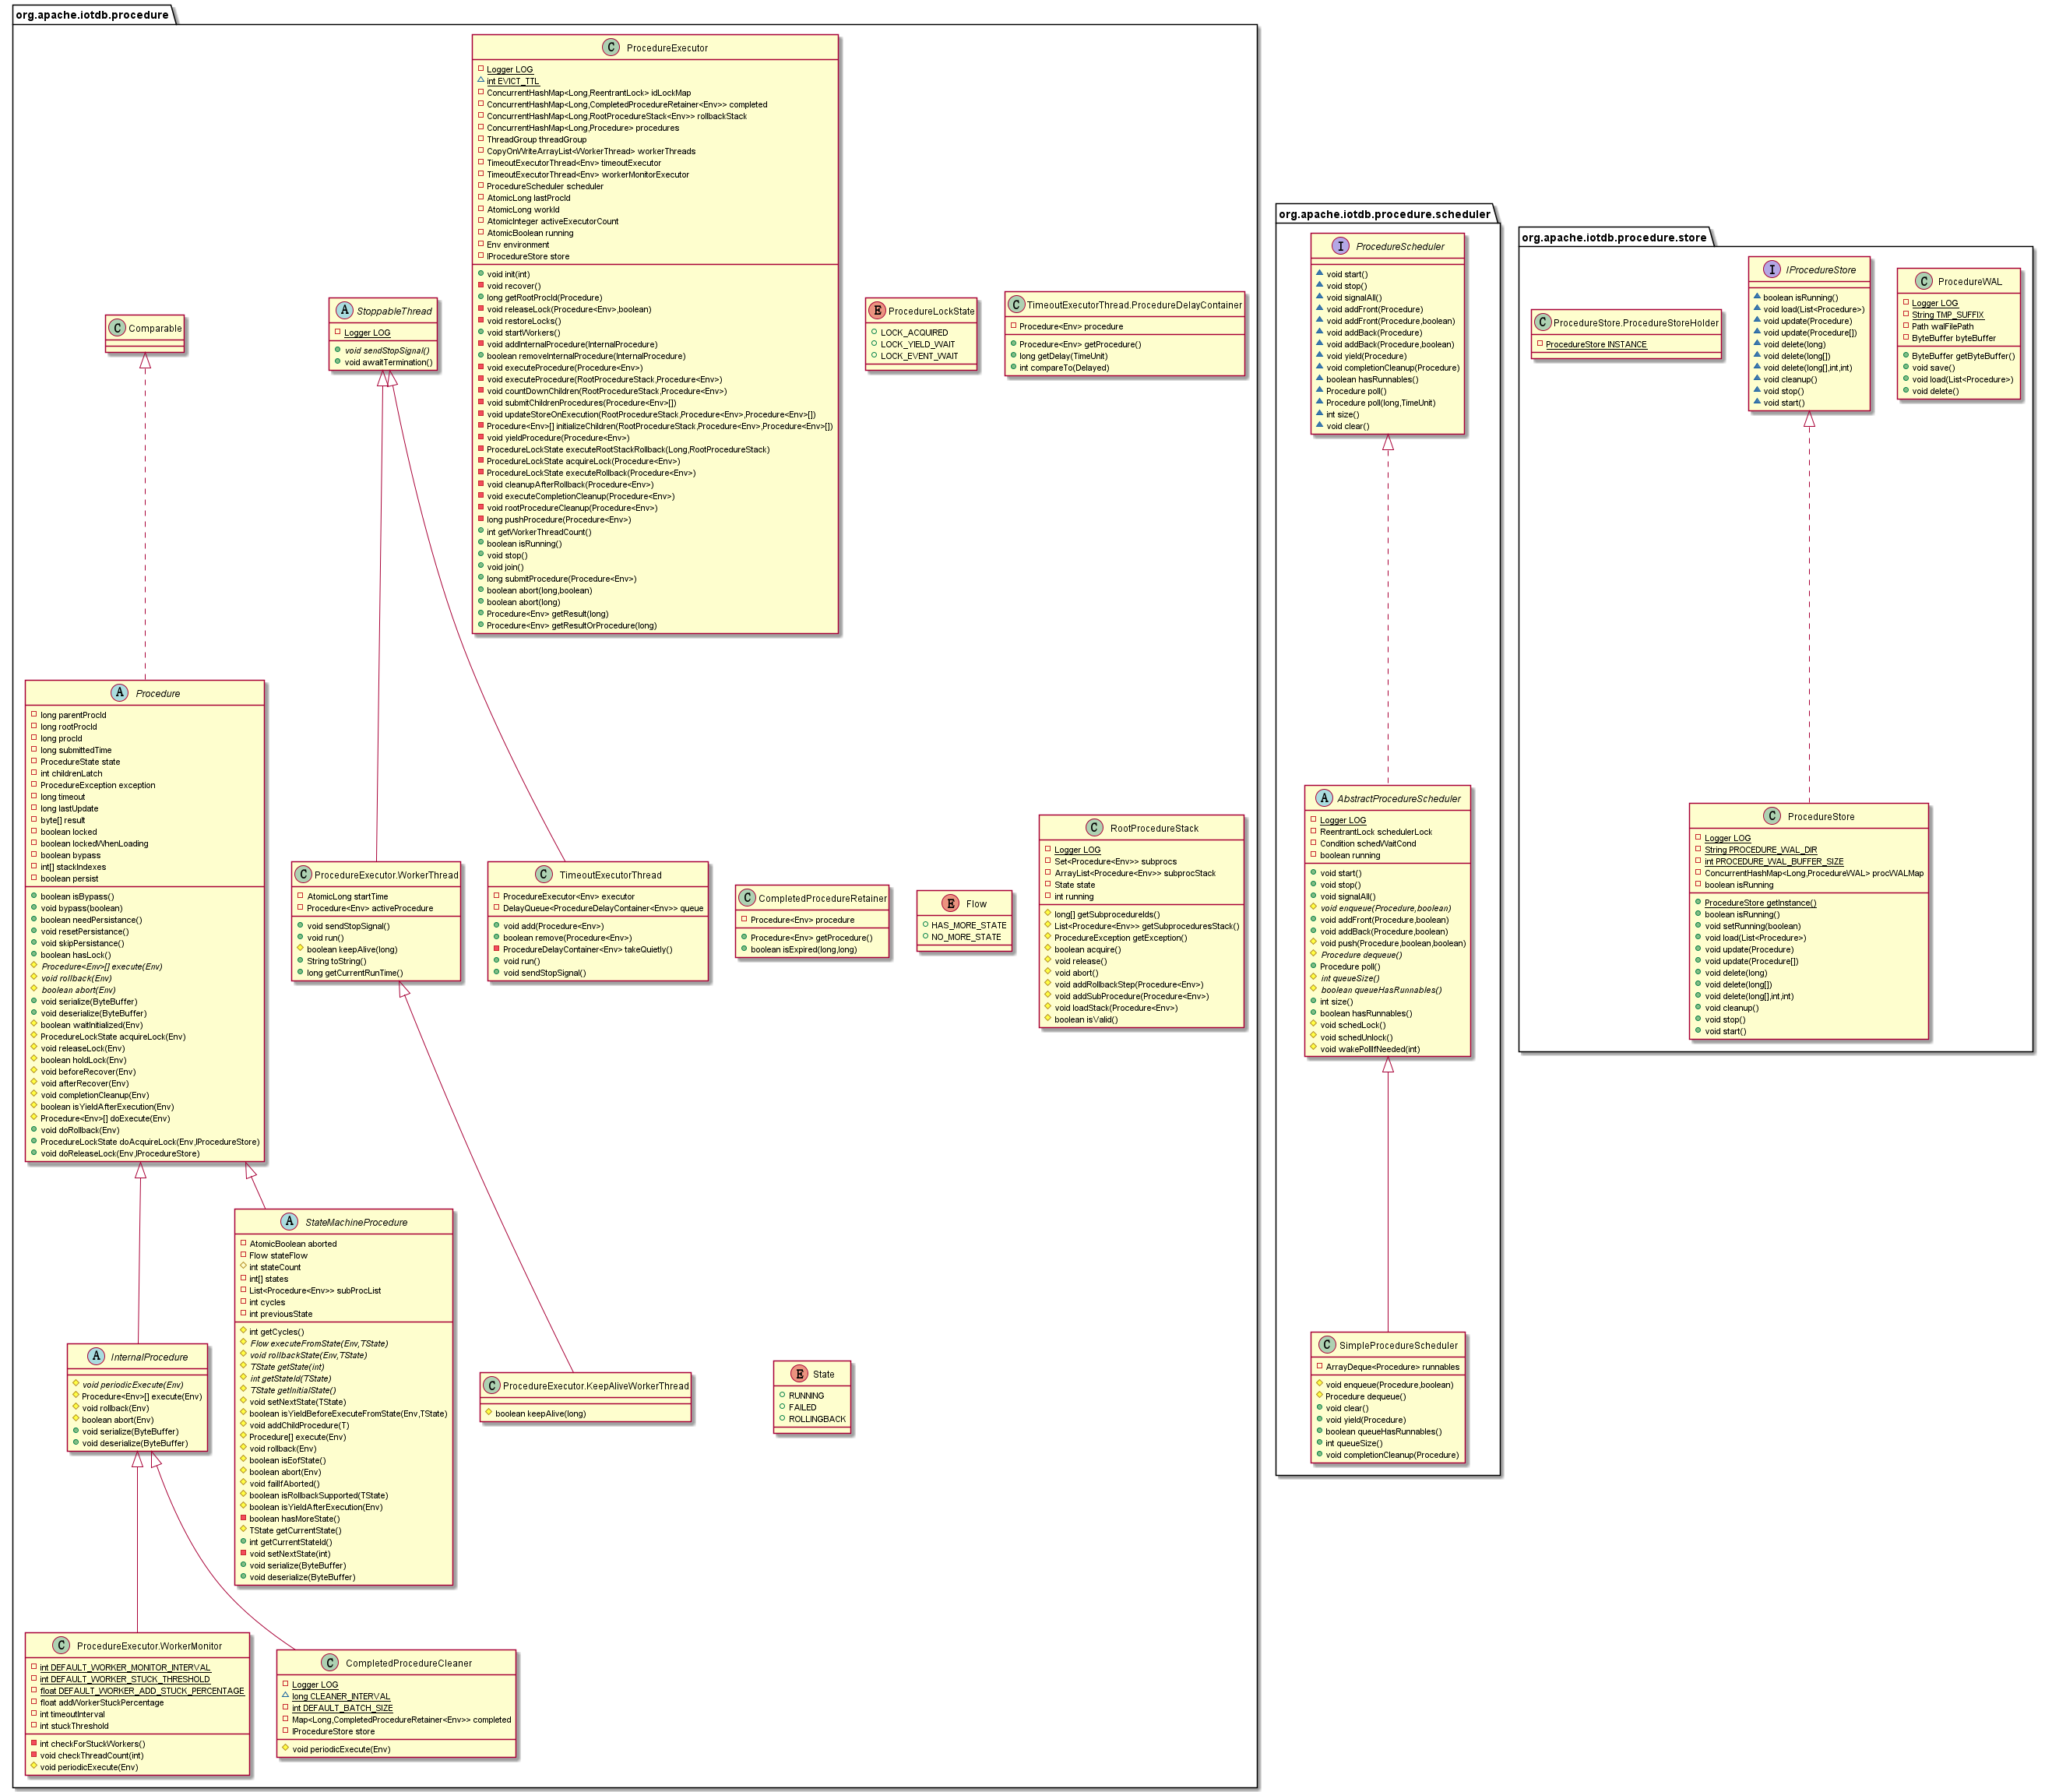 org.apache.iotdb.procedure
C ProcedureExecutor
Logger LOG
int EVICT_TTL
ConcurrentHashMap<Long,ReentrantLock> idLockMap
ConcurrentHashMap<Long,CompletedProcedureRetainer<Env>> completed
ConcurrentHashMap<Long,RootProcedureStack<Env>> rollbackStack
ConcurrentHashMap<Long,Procedure> procedures
ThreadGroup threadGroup
CopyOnWriteArrayList<WorkerThread> workerThreads
TimeoutExecutorThread<Env> timeoutExecutor
TimeoutExecutorThread<Env> workerMonitorExecutor
ProcedureScheduler scheduler
AtomicLong lastProcId
AtomicLong workId
AtomicInteger activeExecutorCount
AtomicBoolean running
Env environment
IProcedureStore store
void init(int)
void recover()
long getRootProcId(Procedure)
void releaseLock(Procedure<Env>,boolean)
void restoreLocks()
void startWorkers()
void addInternalProcedure(InternalProcedure)
boolean removeInternalProcedure(InternalProcedure)
void executeProcedure(Procedure<Env>)
void executeProcedure(RootProcedureStack,Procedure<Env>)
void countDownChildren(RootProcedureStack,Procedure<Env>)
void submitChildrenProcedures(Procedure<Env>[])
void updateStoreOnExecution(RootProcedureStack,Procedure<Env>,Procedure<Env>[])
Procedure<Env>[] initializeChildren(RootProcedureStack,Procedure<Env>,Procedure<Env>[])
void yieldProcedure(Procedure<Env>)
ProcedureLockState executeRootStackRollback(Long,RootProcedureStack)
ProcedureLockState acquireLock(Procedure<Env>)
ProcedureLockState executeRollback(Procedure<Env>)
void cleanupAfterRollback(Procedure<Env>)
void executeCompletionCleanup(Procedure<Env>)
void rootProcedureCleanup(Procedure<Env>)
long pushProcedure(Procedure<Env>)
int getWorkerThreadCount()
boolean isRunning()
void stop()
void join()
long submitProcedure(Procedure<Env>)
boolean abort(long,boolean)
boolean abort(long)
Procedure<Env> getResult(long)
Procedure<Env> getResultOrProcedure(long)
C Comparable
A StoppableThread
Logger LOG
void sendStopSignal()
void awaitTermination()
E ProcedureLockState
LOCK_ACQUIRED
LOCK_YIELD_WAIT
LOCK_EVENT_WAIT
C TimeoutExecutorThread.ProcedureDelayContainer
Procedure<Env> procedure
Procedure<Env> getProcedure()
long getDelay(TimeUnit)
int compareTo(Delayed)
A Procedure
long parentProcId
long rootProcId
long procId
long submittedTime
ProcedureState state
int childrenLatch
ProcedureException exception
long timeout
long lastUpdate
byte[] result
boolean locked
boolean lockedWhenLoading
boolean bypass
int[] stackIndexes
boolean persist
boolean isBypass()
void bypass(boolean)
boolean needPersistance()
void resetPersistance()
void skipPersistance()
boolean hasLock()
Procedure<Env>[] execute(Env)
void rollback(Env)
boolean abort(Env)
void serialize(ByteBuffer)
void deserialize(ByteBuffer)
boolean waitInitialized(Env)
ProcedureLockState acquireLock(Env)
void releaseLock(Env)
boolean holdLock(Env)
void beforeRecover(Env)
void afterRecover(Env)
void completionCleanup(Env)
boolean isYieldAfterExecution(Env)
Procedure<Env>[] doExecute(Env)
void doRollback(Env)
ProcedureLockState doAcquireLock(Env,IProcedureStore)
void doReleaseLock(Env,IProcedureStore)
C ProcedureExecutor.WorkerThread
AtomicLong startTime
Procedure<Env> activeProcedure
void sendStopSignal()
void run()
boolean keepAlive(long)
String toString()
long getCurrentRunTime()
C TimeoutExecutorThread
ProcedureExecutor<Env> executor
DelayQueue<ProcedureDelayContainer<Env>> queue
void add(Procedure<Env>)
boolean remove(Procedure<Env>)
ProcedureDelayContainer<Env> takeQuietly()
void run()
void sendStopSignal()
C CompletedProcedureRetainer
Procedure<Env> procedure
Procedure<Env> getProcedure()
boolean isExpired(long,long)
E Flow
HAS_MORE_STATE
NO_MORE_STATE
C RootProcedureStack
Logger LOG
Set<Procedure<Env>> subprocs
ArrayList<Procedure<Env>> subprocStack
State state
int running
long[] getSubprocedureIds()
List<Procedure<Env>> getSubproceduresStack()
ProcedureException getException()
boolean acquire()
void release()
void abort()
void addRollbackStep(Procedure<Env>)
void addSubProcedure(Procedure<Env>)
void loadStack(Procedure<Env>)
boolean isValid()
A InternalProcedure
void periodicExecute(Env)
Procedure<Env>[] execute(Env)
void rollback(Env)
boolean abort(Env)
void serialize(ByteBuffer)
void deserialize(ByteBuffer)
A StateMachineProcedure
AtomicBoolean aborted
Flow stateFlow
int stateCount
int[] states
List<Procedure<Env>> subProcList
int cycles
int previousState
int getCycles()
Flow executeFromState(Env,TState)
void rollbackState(Env,TState)
TState getState(int)
int getStateId(TState)
TState getInitialState()
void setNextState(TState)
boolean isYieldBeforeExecuteFromState(Env,TState)
void addChildProcedure(T)
Procedure[] execute(Env)
void rollback(Env)
boolean isEofState()
boolean abort(Env)
void failIfAborted()
boolean isRollbackSupported(TState)
boolean isYieldAfterExecution(Env)
boolean hasMoreState()
TState getCurrentState()
int getCurrentStateId()
void setNextState(int)
void serialize(ByteBuffer)
void deserialize(ByteBuffer)
C ProcedureExecutor.KeepAliveWorkerThread
boolean keepAlive(long)
E State
RUNNING
FAILED
ROLLINGBACK
C ProcedureExecutor.WorkerMonitor
int DEFAULT_WORKER_MONITOR_INTERVAL
int DEFAULT_WORKER_STUCK_THRESHOLD
float DEFAULT_WORKER_ADD_STUCK_PERCENTAGE
float addWorkerStuckPercentage
int timeoutInterval
int stuckThreshold
int checkForStuckWorkers()
void checkThreadCount(int)
void periodicExecute(Env)
C CompletedProcedureCleaner
Logger LOG
long CLEANER_INTERVAL
int DEFAULT_BATCH_SIZE
Map<Long,CompletedProcedureRetainer<Env>> completed
IProcedureStore store
void periodicExecute(Env)
org.apache.iotdb.procedure.scheduler
I ProcedureScheduler
void start()
void stop()
void signalAll()
void addFront(Procedure)
void addFront(Procedure,boolean)
void addBack(Procedure)
void addBack(Procedure,boolean)
void yield(Procedure)
void completionCleanup(Procedure)
boolean hasRunnables()
Procedure poll()
Procedure poll(long,TimeUnit)
int size()
void clear()
A AbstractProcedureScheduler
Logger LOG
ReentrantLock schedulerLock
Condition schedWaitCond
boolean running
void start()
void stop()
void signalAll()
void enqueue(Procedure,boolean)
void addFront(Procedure,boolean)
void addBack(Procedure,boolean)
void push(Procedure,boolean,boolean)
Procedure dequeue()
Procedure poll()
int queueSize()
boolean queueHasRunnables()
int size()
boolean hasRunnables()
void schedLock()
void schedUnlock()
void wakePollIfNeeded(int)
C SimpleProcedureScheduler
ArrayDeque<Procedure> runnables
void enqueue(Procedure,boolean)
Procedure dequeue()
void clear()
void yield(Procedure)
boolean queueHasRunnables()
int queueSize()
void completionCleanup(Procedure)
org.apache.iotdb.procedure.store
C ProcedureStore.ProcedureStoreHolder
ProcedureStore INSTANCE
I IProcedureStore
boolean isRunning()
void load(List<Procedure>)
void update(Procedure)
void update(Procedure[])
void delete(long)
void delete(long[])
void delete(long[],int,int)
void cleanup()
void stop()
void start()
C ProcedureWAL
Logger LOG
String TMP_SUFFIX
Path walFilePath
ByteBuffer byteBuffer
ByteBuffer getByteBuffer()
void save()
void load(List<Procedure>)
void delete()
C ProcedureStore
Logger LOG
String PROCEDURE_WAL_DIR
int PROCEDURE_WAL_BUFFER_SIZE
ConcurrentHashMap<Long,ProcedureWAL> procWALMap
boolean isRunning
ProcedureStore getInstance()
boolean isRunning()
void setRunning(boolean)
void load(List<Procedure>)
void update(Procedure)
void update(Procedure[])
void delete(long)
void delete(long[])
void delete(long[],int,int)
void cleanup()
void stop()
void start()